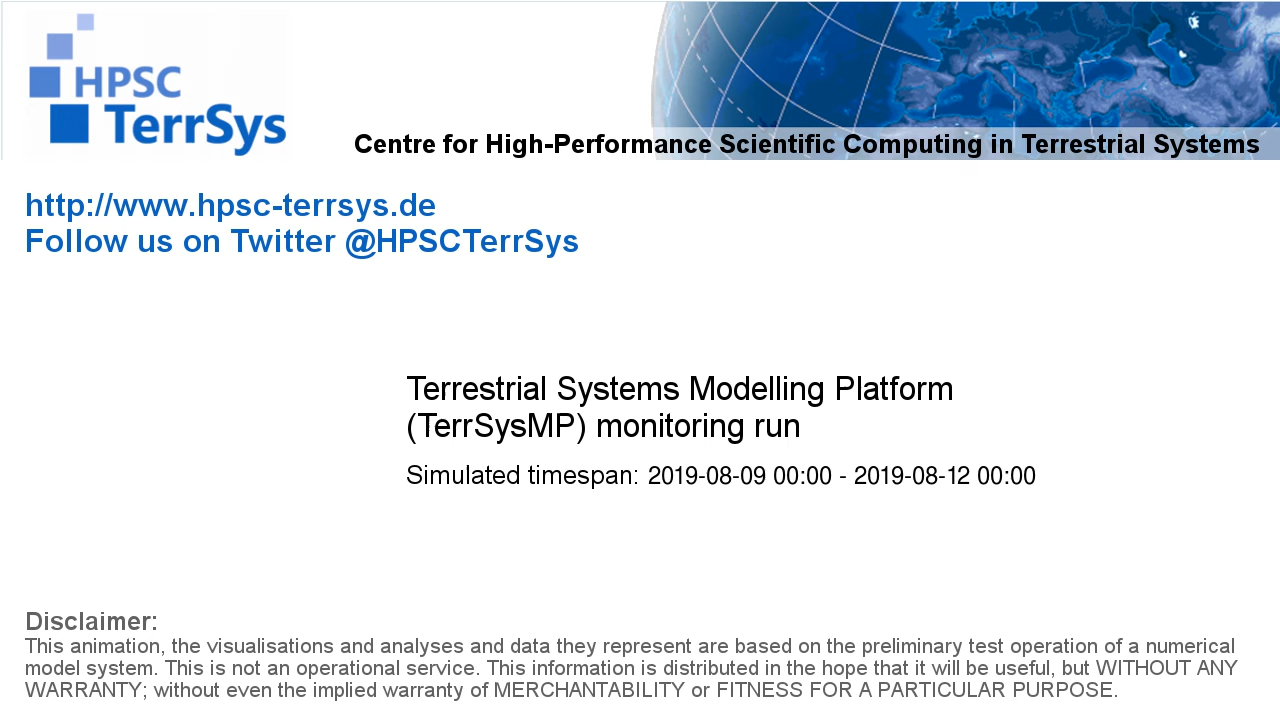 HPSC
TerrSys
Centre for High-Performance Scientific Computing in Terrestrial Systems
http://www.hpsc-terrsys.de
Follow us on Twitter @HPSCTerrSys
Terrestrial Systems Modelling Platform
(TerrSysMP) monitoring run
Simulated timespan: 2019-08-09 00:00 - 2019-08-12 00:00
Disclaimer:
This animation, the visualisations and analyses and data they represent are based on the preliminary test operation of a numerical
model system. This is not an operational service. This information is distributed in the hope that it will be useful, but WITHOUT ANY
WARRANTY; without even the implied warranty of MERCHANTABILITY or FITNESS FOR A PARTICULAR PURPOSE.